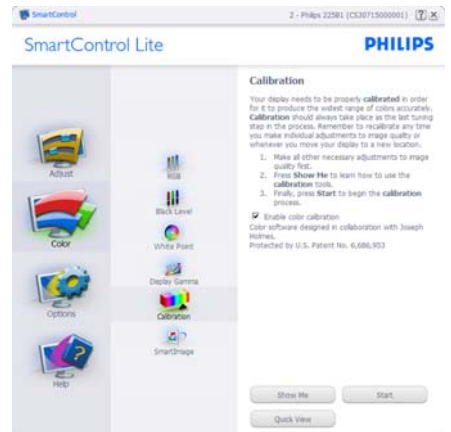 SmartControl
2 - Philips 225B1 (CS30715000001)
SmartControl Lite
PHILIPS
Adjust
Color
Options
Help
RGB
Black Level
White Point
Display Gamma
Calibration
SmartImage
Calibration
Your display needs to be properly calibrated in order
for it to produce the widest range of colors accurately.
Calibration should always take place as the last tuning
step in the process. Remember to recalibrate any time
you make individual adjustments to image quality or
whenever you move your display to a new location.
1. Make all other necessary adjustments to image
quality first.
2. Press Show Me to learn how to use the
calibration tools.
3. Finally, press Start to begin the calibration
process.
Enable color calibration
Color software designed in collaboration with Joseph
Holmes.
Protected by U.S. Patent No. 6,686,953
Show Me
Start
Quick View